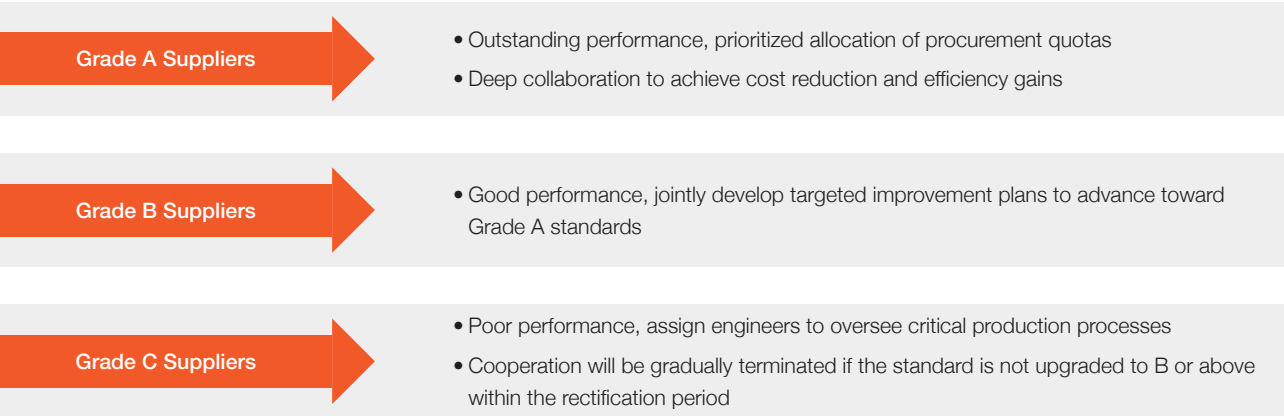 Grade A Suppliers
• Outstanding performance, prioritized allocation of procurement quotas
• Deep collaboration to achieve cost reduction and efficiency gains
Grade B Suppliers
• Good performance, jointly develop targeted improvement plans to advance toward
Grade A standards
Grade C Suppliers
• Poor performance, assign engineers to oversee critical production processes
• Cooperation will be gradually terminated if the standard is not upgraded to B or above
within the rectification period